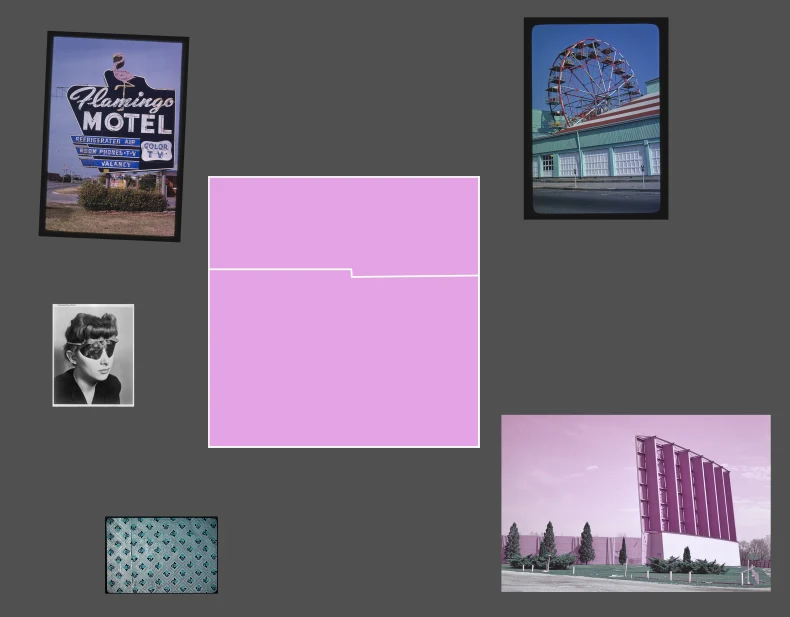 Flamingo
MOTEL
REFRIGERATED AIR
ROOM PHONES·T·V
VACANCY
COLOR
T V